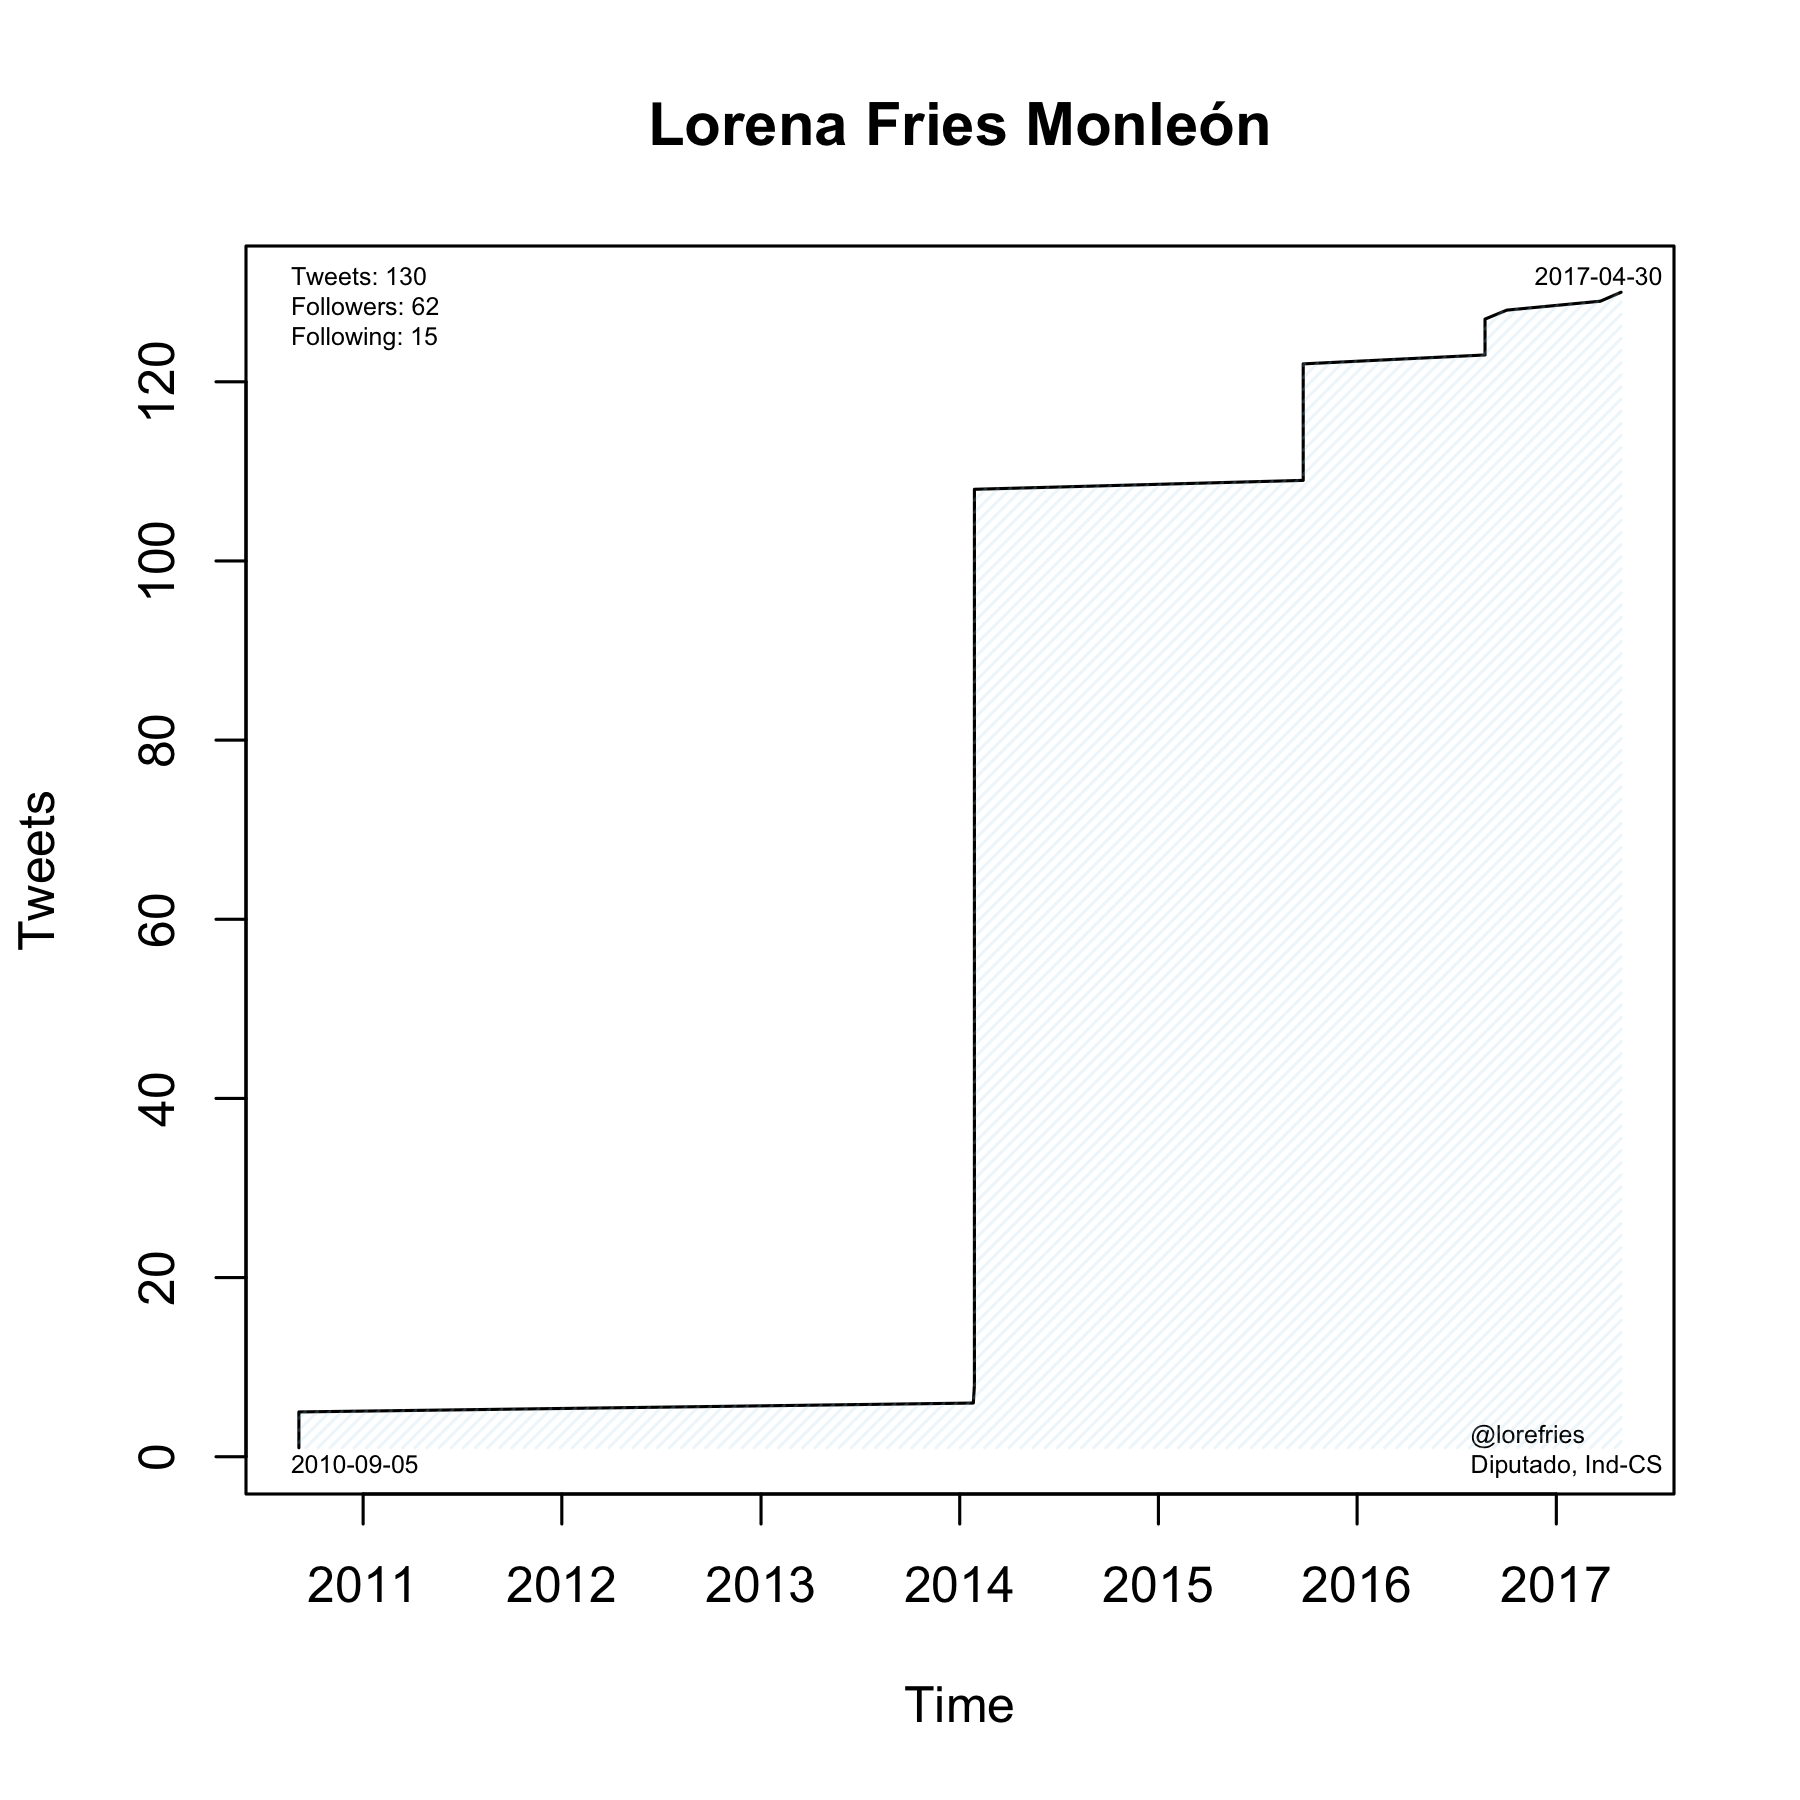 Lorena Fries Monleón
Tweets: 130
Followers: 62
Following: 15
2017-04-30
120
100
80
60
40
20
0
Tweets
2010-09-05
@lorefries
Diputado, Ind-CS
2011 2012 2013 2014 2015 2016 2017
Time